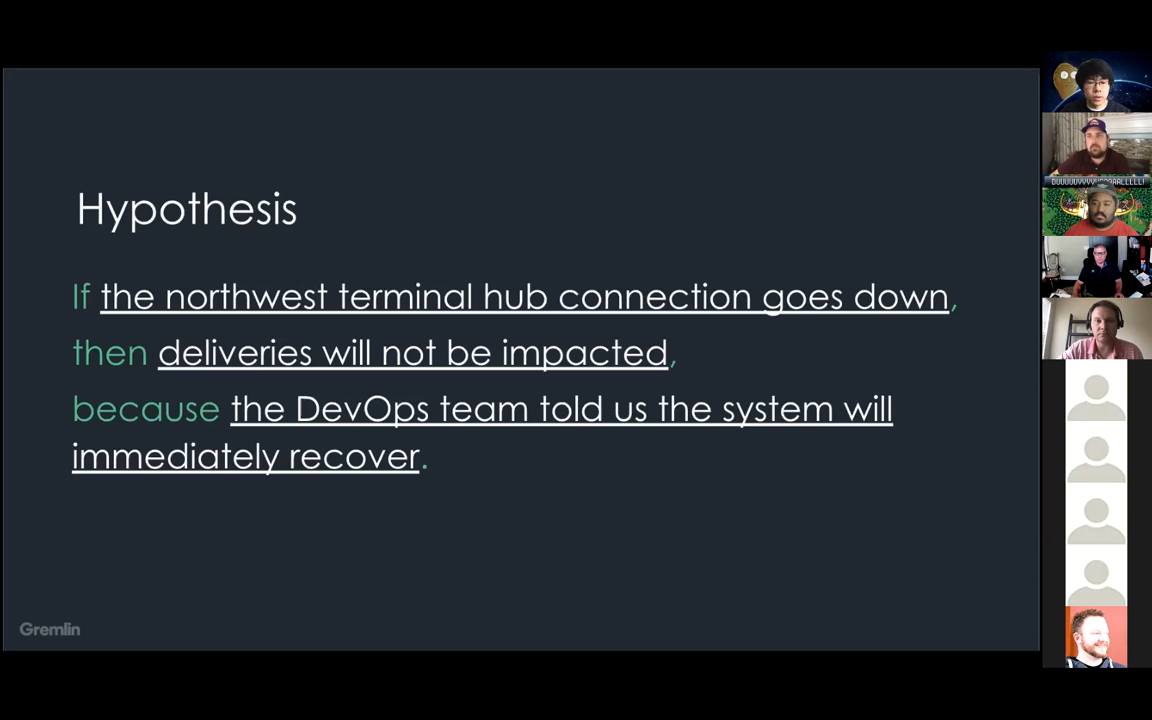 Hypothesis
If the northwest terminal hub connection goes down,
then deliveries will not be impacted,
because the DevOps team told us the system will
immediately recover.
Gremlin